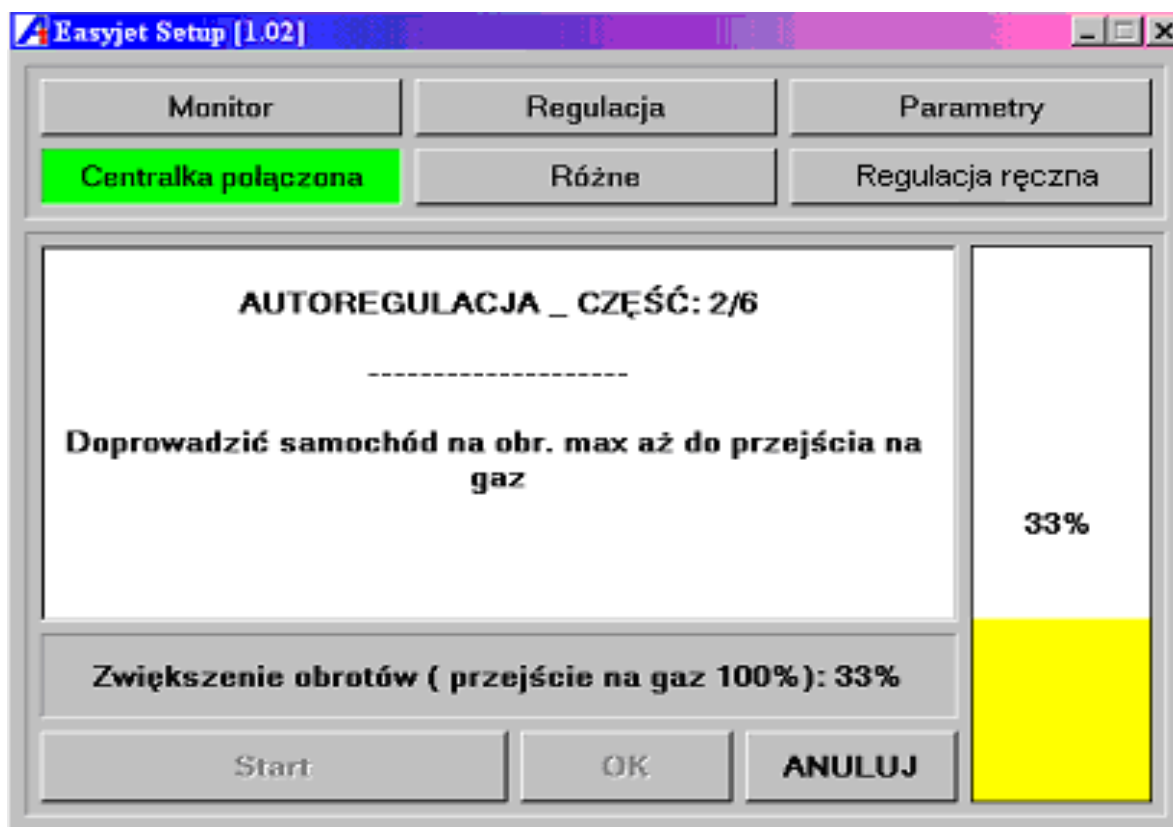 Easyjet Setup [1.02]
Monitor
Regulacja
Parametry
Centralka połączona
Różne
Regulacja ręczna
AUTOREGULACJA _ CZĘŚĆ: 2/6
--------------------
Doprowadzić samochód na obr. max aż do przejścia na
gaz
33%
Zwiększenie obrotów ( przejście na gaz 100%): 33%
Start
OK
ANULUJ